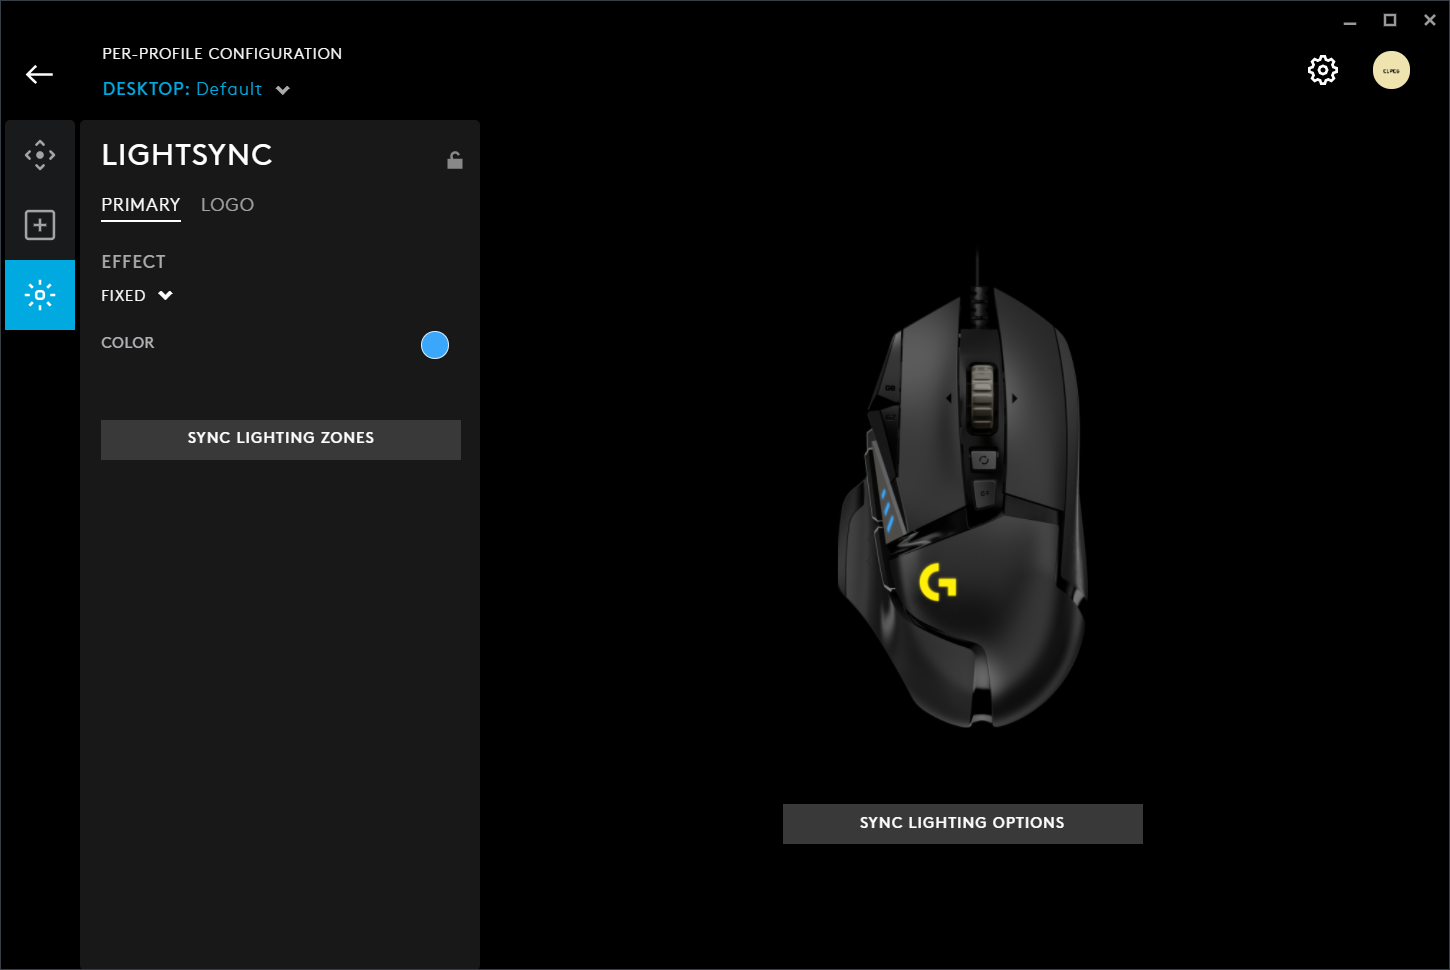 PER-PROFILE CONFIGURATION
DESKTOP: Default
LIGHTSYNC
PRIMARY LOGO
EFFECT
FIXED
COLOR
SYNC LIGHTING ZONES
SYNC LIGHTING OPTIONS